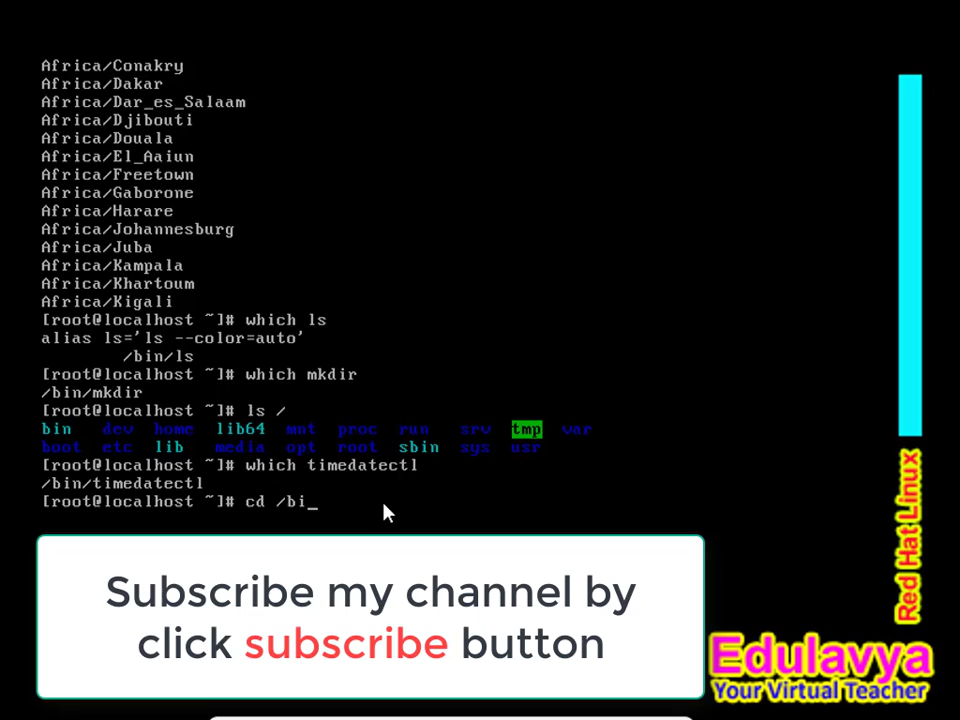 Africa/Conakry
Africa/Dakar
Africa/Dar_es_Salaam
Africa/Djibouti
Africa/Douala
Africa/El_Aaiun
Africa/Freetown
Africa/Gaborone
Africa/Harare
Africa/Johannesburg
Africa/Juba
Africa/Kampala
Africa/Khartoum
Africa/Kigali
[root@localhost ~]# which ls
alias ls='ls --color=auto'
/bin/ls
[root@localhost ~]# which mkdir
/bin/mkdir
[root@localhost ~]# ls /
bin dev home lib64 mnt proc run srv tmp var
boot etc lib media opt root sbin sys usr
[root@localhost ~]# which timedatectl
/bin/timedatectl
[root@localhost ~]# cd /bi_
Subscribe my channel by
click subscribe button
Red Hat Linux
Edulavya
Your Virtual Teacher